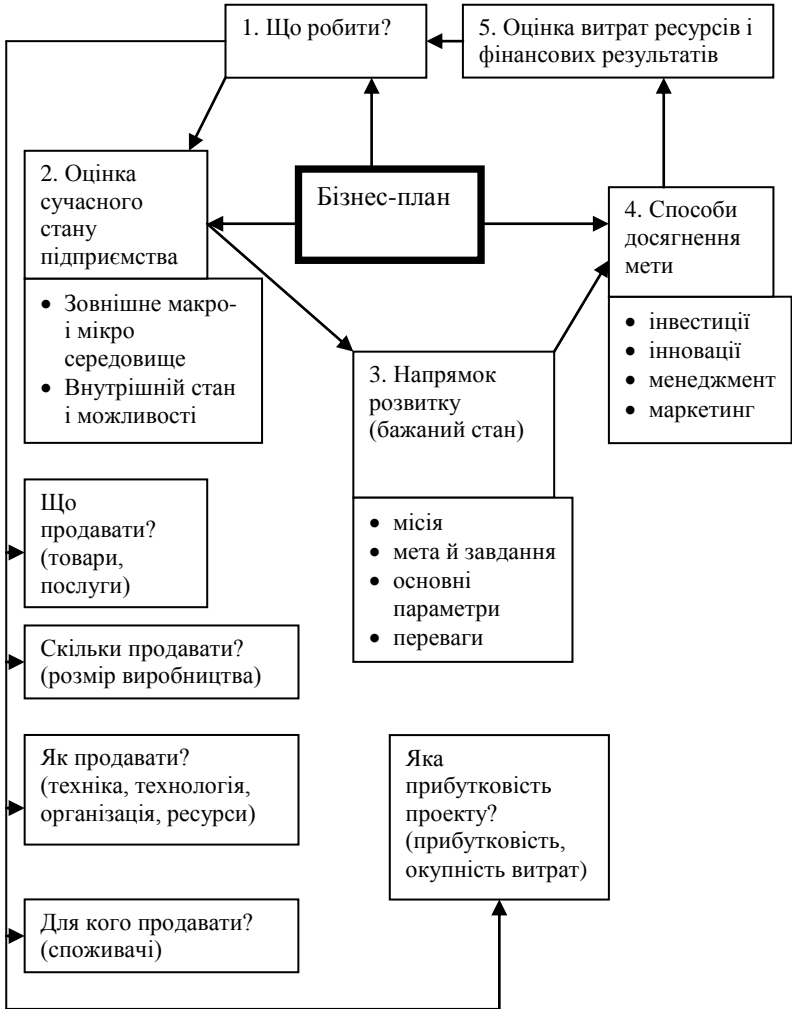 1. Що робити?
5. Оцінка витрат ресурсів і
фінансових результатів
2. Оцінка
сучасного
стану
підприємства
• Зовнішнє макро-
і мікро
середовище
• Внутрішній стан
і можливості
Бізнес-план
4. Способи
досягнення
мети
• інвестиції
• інновації
• менеджмент
• маркетинг
3. Напрямок
розвитку
(бажаний стан)
• місія
• мета й завдання
• основні
параметри
• переваги
Що
продавати?
(товари,
послуги)
Скільки продавати?
(розмір виробництва)
Як продавати?
(техніка, технологія,
організація, ресурси)
Для кого продавати?
(споживачі)
Яка
прибутковість
проекту?
(прибутковість,
окупність витрат)